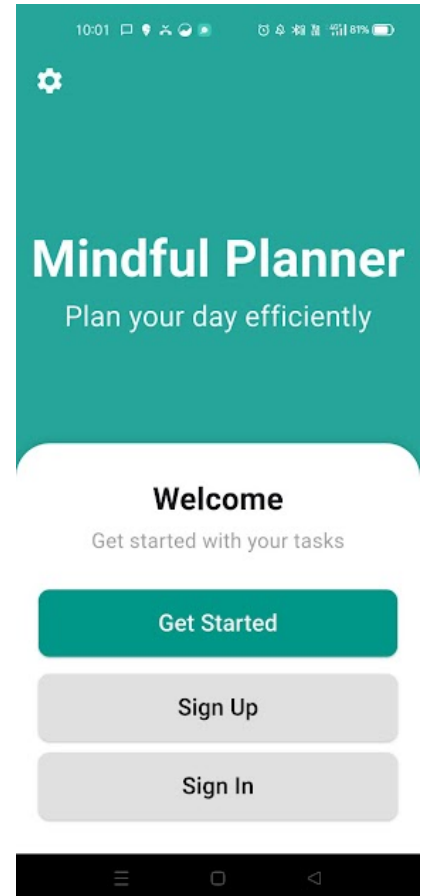 10:01 81%
Mindful Planner
Plan your day efficiently
Welcome
Get started with your tasks
Get Started
Sign Up
Sign In